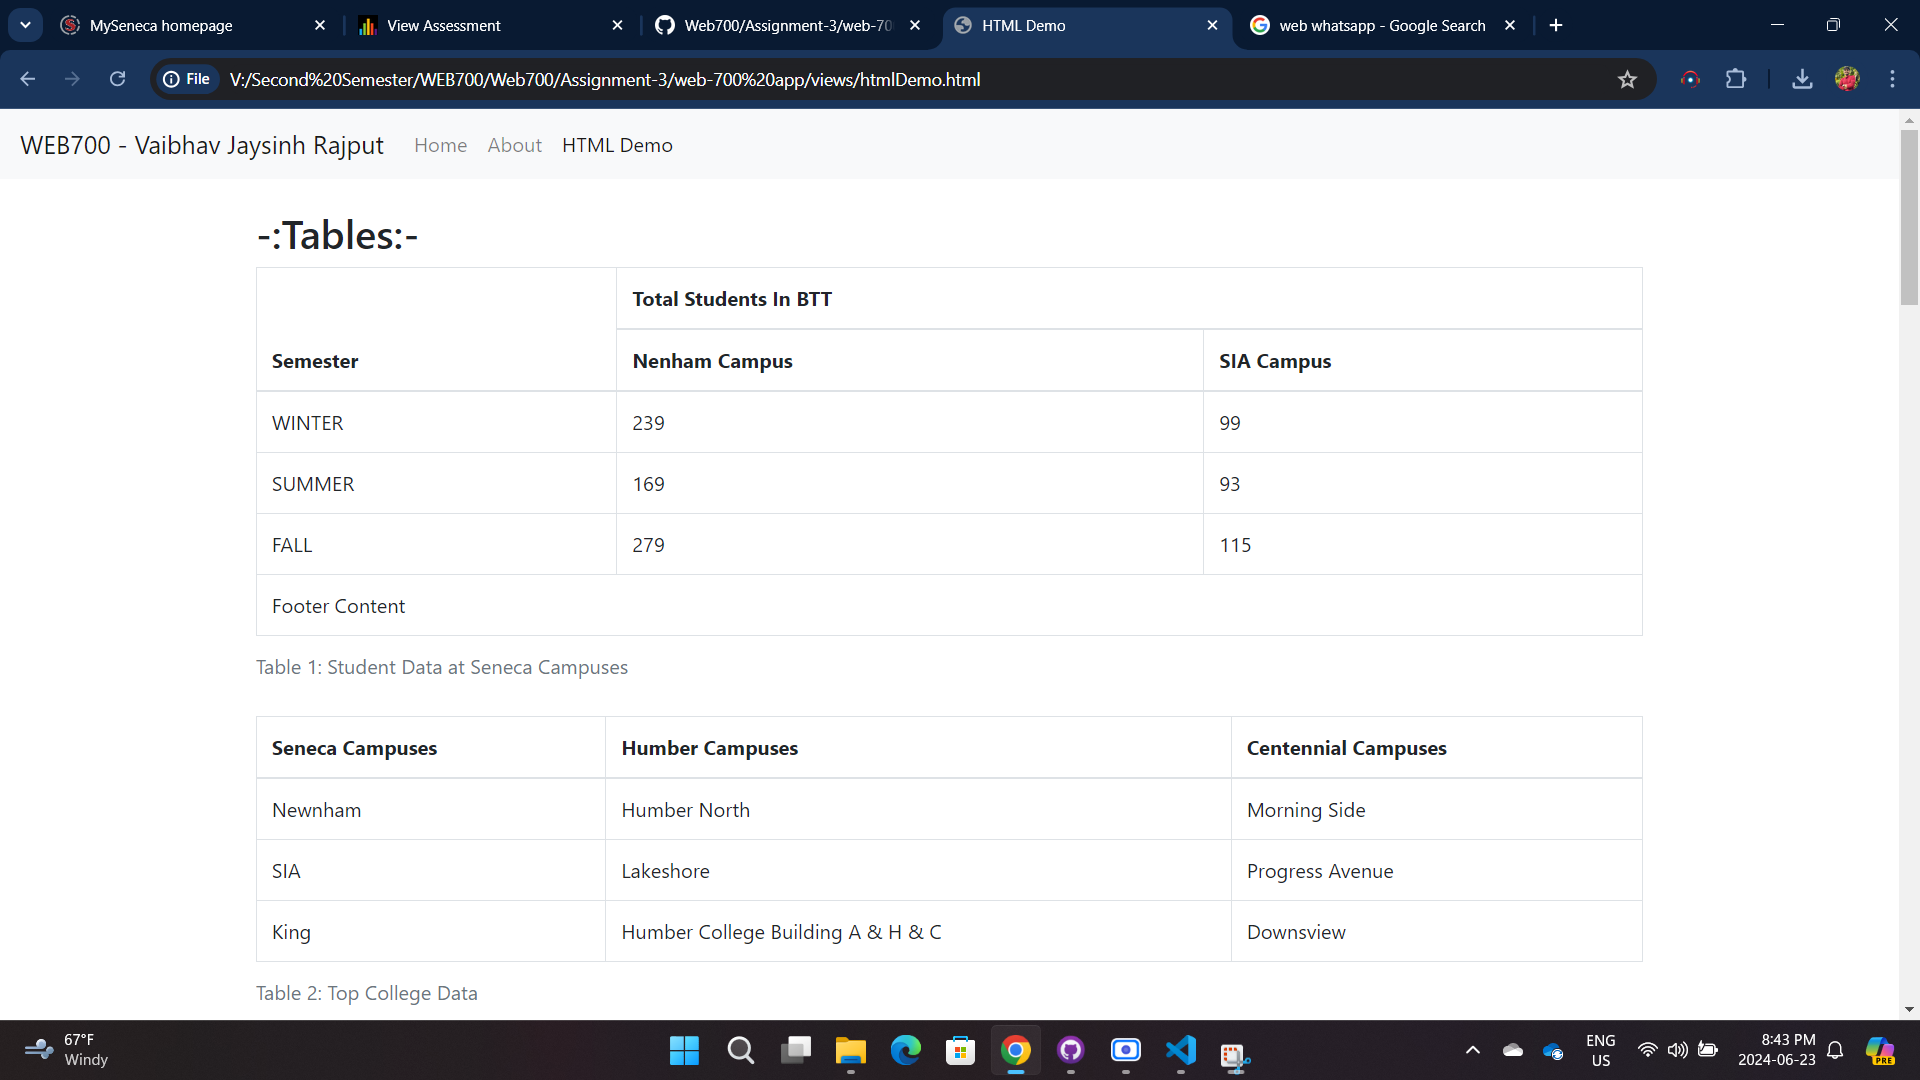 MySeneca homepage
View Assessment
Web700/Assignment-3/web-70
HTML Demo
web whatsapp - Google Search
File
V:/Second%20Semester/WEB700/Web700/Assignment-3/web-700%20app/views/htmlDemo.html
WEB700 - Vaibhav Jaysinh Rajput Home About HTML Demo
-:Tables:-
Total Students In BTT
Semester Nenham Campus SIA Campus
WINTER 239 99
SUMMER 169 93
FALL 279 115
Footer Content
Table 1: Student Data at Seneca Campuses
Seneca Campuses Humber Campuses Centennial Campuses
Newnham Humber North Morning Side
SIA Lakeshore Progress Avenue
King Humber College Building A & H & C Downsview
Table 2: Top College Data
67°F
Windy
ENG
US
8:43 PM
2024-06-23
PRE